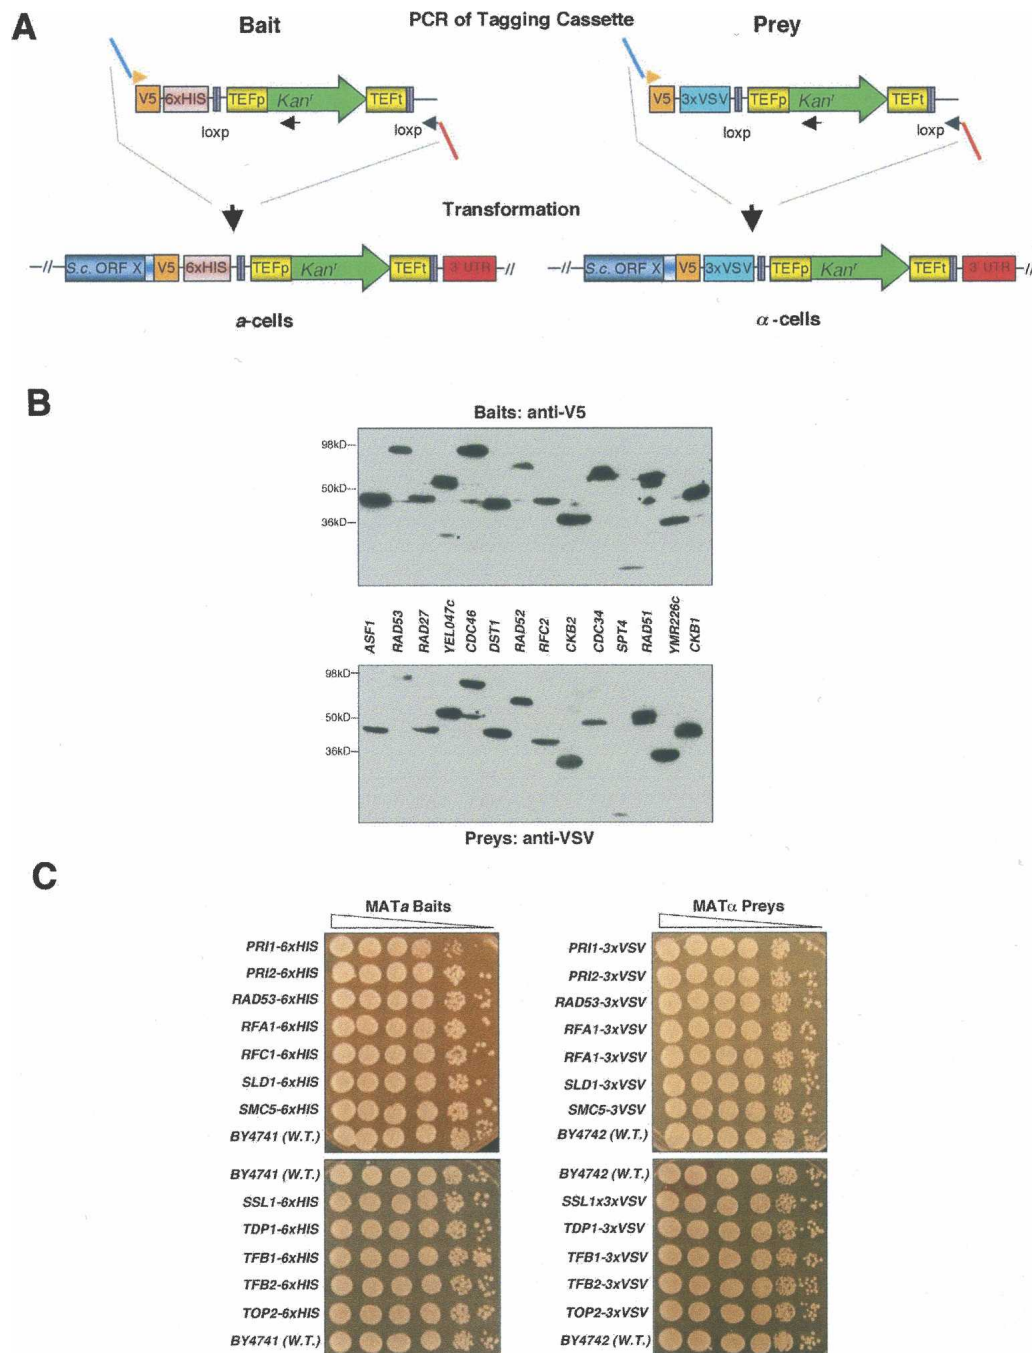 A
PCR of Tagging Cassette
Bait
Prey
V5 6xHIS TEFp Kanr TEFt
loxp loxp
V5 3xVSV TEFp Kanr TEFt
loxp loxp
Transformation
—//— S.c. ORF X V5 6xHIS TEFp Kanr TEFt 3' UTR —//
—//— S.c. ORF X V5 3xVSV TEFp Kanr TEFt 3' UTR —//
a-cells
α -cells
B
Baits: anti-V5
98kD
50kD
36kD
ASF1
RAD53
RAD27
YEL047c
CDC46
DST1
RAD52
RFC2
CKB2
CDC34
SPT4
RAD51
YMR226c
CKB1
98kD
50kD
36kD
Preys: anti-VSV
C
MATa Baits
PRI1-6xHIS
PRI2-6xHIS
RAD53-6xHIS
RFA1-6xHIS
RFC1-6xHIS
SLD1-6xHIS
SMC5-6xHIS
BY4741 (W.T.)
BY4741 (W.T.)
SSL1-6xHIS
TDP1-6xHIS
TFB1-6xHIS
TFB2-6xHIS
TOP2-6xHIS
BY4741 (W.T.)
MATα Preys
PRI1-3xVSV
PRI2-3xVSV
RAD53-3xVSV
RFA1-3xVSV
RFA1-3xVSV
SLD1-3xVSV
SMC5-3VSV
BY4742 (W.T.)
BY4742 (W.T.)
SSL1x3xVSV
TDP1-3xVSV
TFB1-3xVSV
TFB2-3xVSV
TOP2-3xVSV
BY4742 (W.T.)